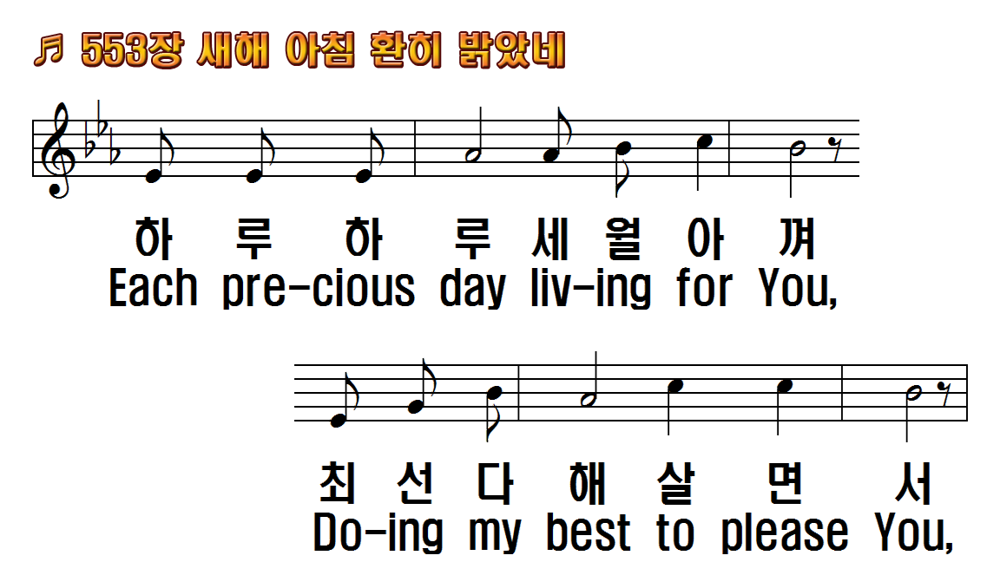 553장 새해 아침 환히 밝았네
하 루 하 루 세 월 아 껴
Each pre-cious day liv-ing for You,
최 선 다 해 살 면 서
Do-ing my best to please You,